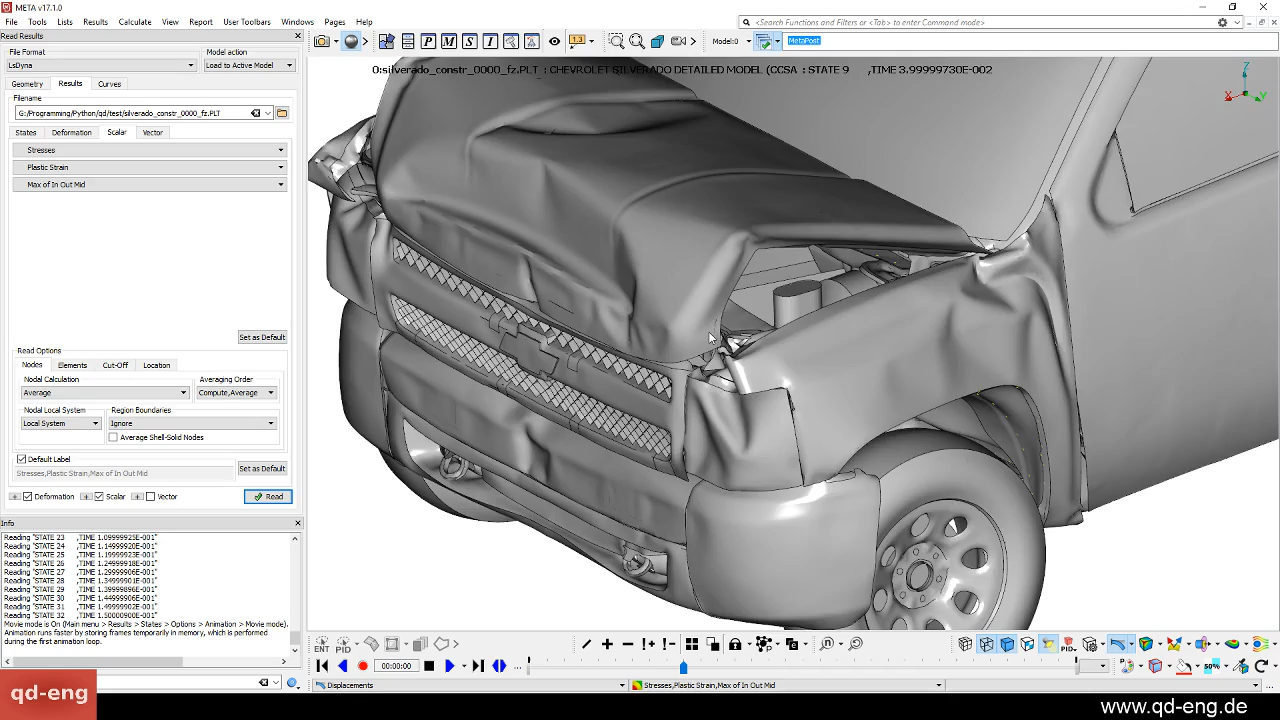 META v17.1.0
File Tools Lists Results Calculate View Report User Toolbars Windows Pages Help
<Search Functions and Filters or <Tab> to enter Command mode>
Read Results
File Format
Model action
LsDyna
Load to Active Model
Geometry Results Curves
Filename
G:/Programming/Python/qd/test/silverado_constr_0000_fz.PLT
States Deformation Scalar Vector
Stresses
Plastic Strain
Max of In Out Mid
Set as Default
Read Options
Nodes Elements Cut-Off Location
Nodal Calculation
Averaging Order
Average
Compute,Average
Nodal Local System
Region Boundaries
Local System
Ignore
Average Shell-Solid Nodes
Default Label
Stresses,Plastic Strain,Max of In Out Mid
Set as Default
Deformation Scalar Vector
Read
P M S I
1.3
Model:0
MetaPost
0:silverado_constr_0000_fz.PLT : CHEVROLET SILVERADO DETAILED MODEL (CCSA : STATE 9 ,TIME 3.99999730E-002
Z
X
Y
Info
Reading "STATE 23 ,TIME 1.09999925E-001"
Reading "STATE 24 ,TIME 1.14999920E-001"
Reading "STATE 25 ,TIME 1.19999923E-001"
Reading "STATE 26 ,TIME 1.24999918E-001"
Reading "STATE 27 ,TIME 1.29999906E-001"
Reading "STATE 28 ,TIME 1.34999901E-001"
Reading "STATE 29 ,TIME 1.39999896E-001"
Reading "STATE 30 ,TIME 1.44999906E-001"
Reading "STATE 31 ,TIME 1.49999902E-001"
Reading "STATE 32 ,TIME 1.50000900E-001"
Movie mode is On (Main menu > Results > States > Options > Animation > Movie mode).
Animation runs faster by storing frames temporarily in memory, which is performed
during the first animation loop.
ENT PID
PID
00:00:00
50%
Displacements
Stresses,Plastic Strain,Max of In Out Mid
qd-eng
www.qd-eng.de